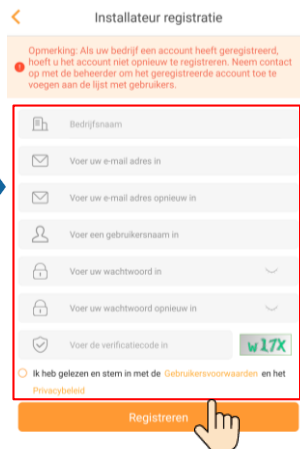 Installateur registratie
Opmerking: Als uw bedrijf een account heeft geregistreerd,
hoeft u het account niet opnieuw te registreren. Neem contact
op met de beheerder om het geregistreerde account toe te
voegen aan de lijst met gebruikers.
Bedrijfsnaam
Voer uw e-mail adres in
Voer uw e-mail adres opnieuw in
Voer een gebruikersnaam in
Voer uw wachtwoord in
Voer uw wachtwoord opnieuw in
Voer de verificatiecode in
w17X
Ik heb gelezen en stem in met de Gebruikersvoorwaarden en het
Privacybeleid
Registreren